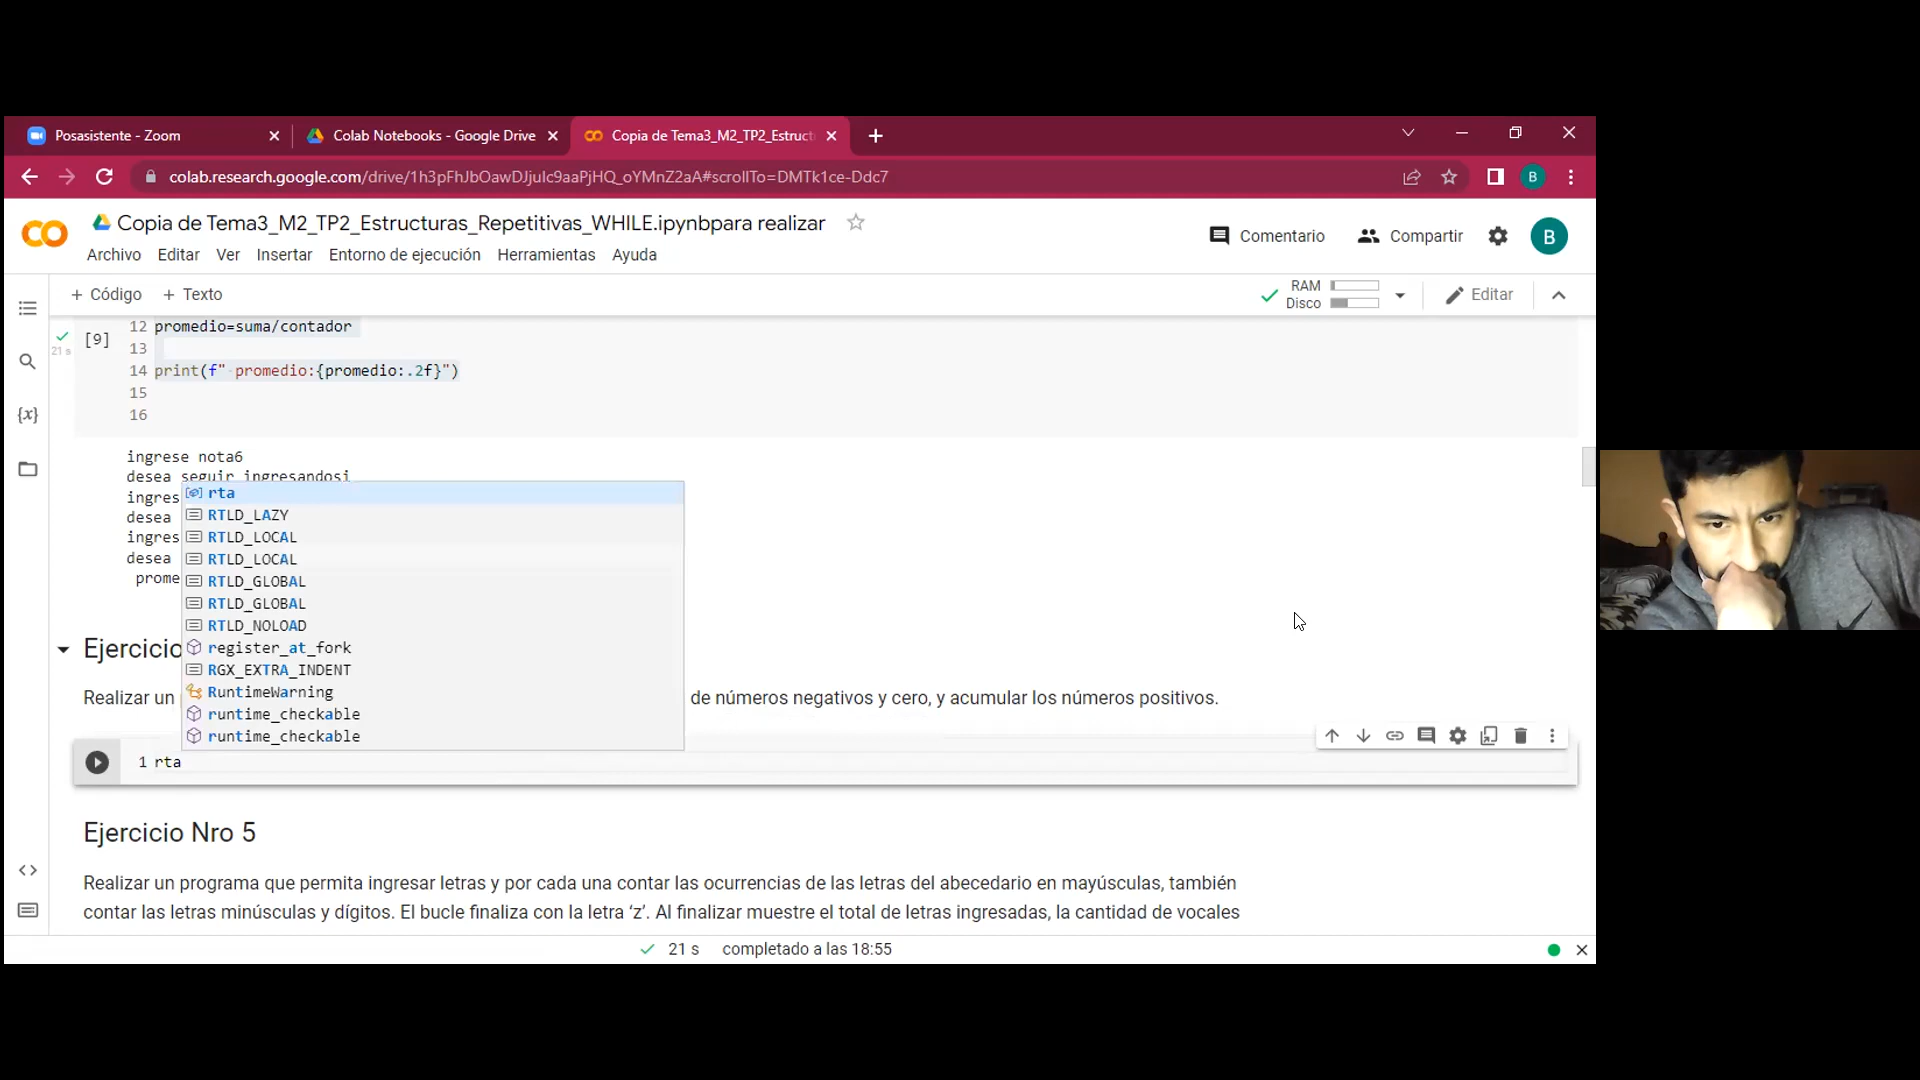 Posasistente - Zoom
Colab Notebooks - Google Drive
Copia de Tema3_M2_TP2_Estruct
colab.research.google.com/drive/1h3pFhJbOawDJjuIc9aaPjHQ_oYMnZ2aA#scrollTo=DMTk1ce-Ddc7
B
Copia de Tema3_M2_TP2_Estructuras_Repetitivas_WHILE.ipynbpara realizar
Archivo Editar Ver Insertar Entorno de ejecución Herramientas Ayuda
Comentario Compartir B
+ Código + Texto
RAM
Disco
Editar
[9]
21 s
12 promedio=suma/contador
13
14 print(f" promedio:{promedio:.2f}")
15
16
ingrese nota6
desea seguir ingresandosi
ingres
desea
ingres
desea
prome
rta
RTLD_LAZY
RTLD_LOCAL
RTLD_LOCAL
RTLD_GLOBAL
RTLD_GLOBAL
RTLD_NOLOAD
register_at_fork
RGX_EXTRA_INDENT
RuntimeWarning
runtime_checkable
runtime_checkable
Ejercicio
Realizar un de números negativos y cero, y acumular los números positivos.
1 rta
Ejercicio Nro 5
Realizar un programa que permita ingresar letras y por cada una contar las ocurrencias de las letras del abecedario en mayúsculas, también
contar las letras minúsculas y dígitos. El bucle finaliza con la letra ‘z’. Al finalizar muestre el total de letras ingresadas, la cantidad de vocales
21 s completado a las 18:55